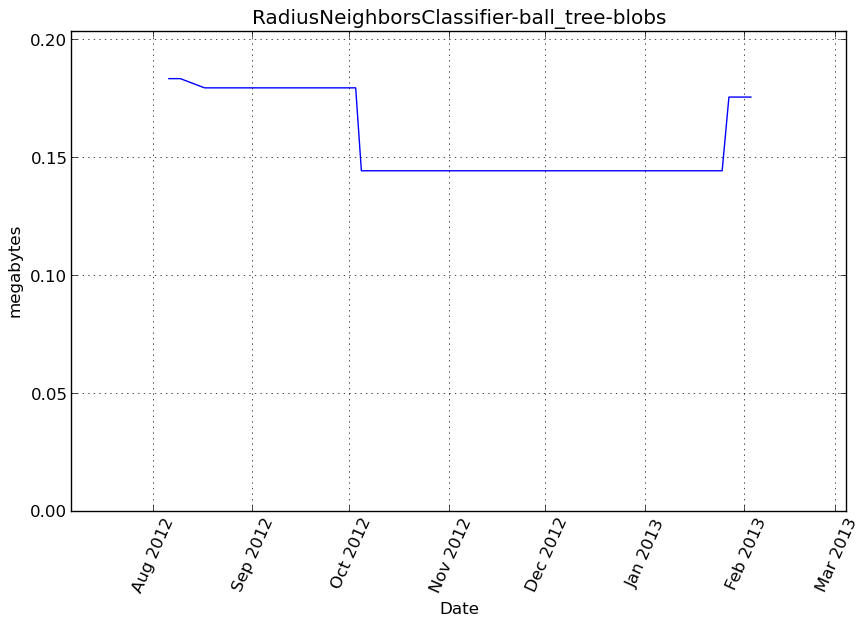 RadiusNeighborsClassifier-ball_tree-blobs
0.20
0.15
0.10
0.05
0.00
megabytes
Aug 2012
Sep 2012
Oct 2012
Nov 2012
Dec 2012
Jan 2013
Feb 2013
Mar 2013
Date